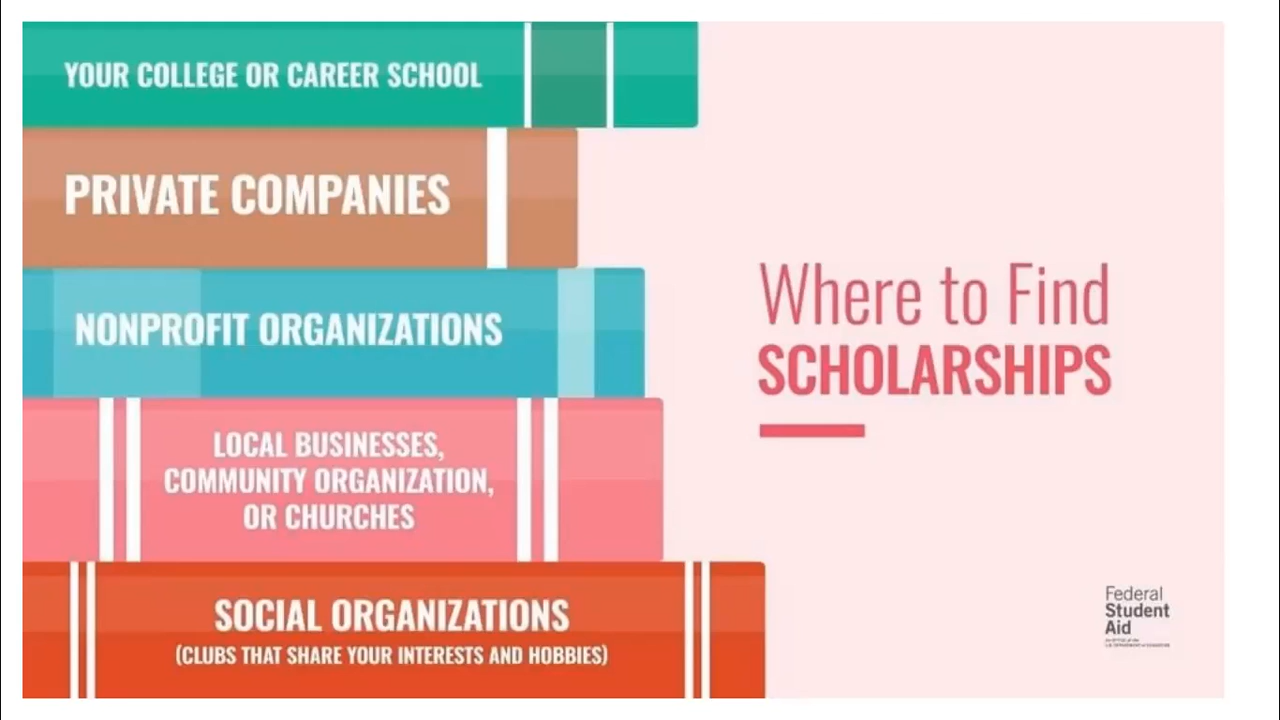 YOUR COLLEGE OR CAREER SCHOOL
PRIVATE COMPANIES
NONPROFIT ORGANIZATIONS
LOCAL BUSINESSES,
COMMUNITY ORGANIZATION,
OR CHURCHES
SOCIAL ORGANIZATIONS
(CLUBS THAT SHARE YOUR INTERESTS AND HOBBIES)
Where to Find
SCHOLARSHIPS
Federal
Student
Aid